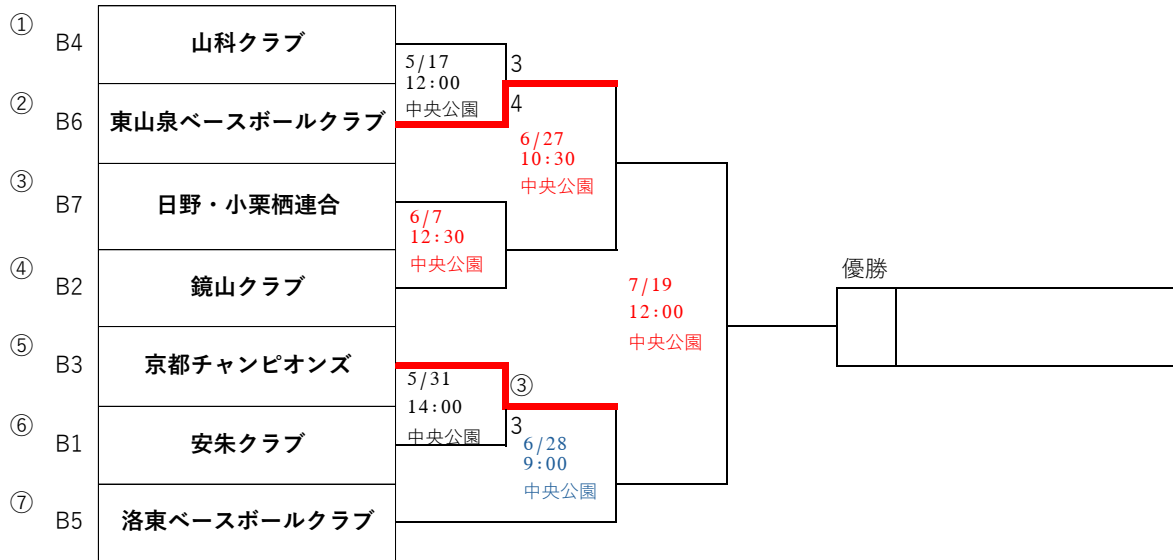 ①
B4
山科クラブ
②
B6
東山泉ベースボールクラブ
③
B7
日野・小栗栖連合
④
B2
鏡山クラブ
⑤
B3
京都チャンピオンズ
⑥
B1
安朱クラブ
⑦
B5
洛東ベースボールクラブ
5/17
12:00
中央公園
3
4
6/7
12:30
中央公園
5/31
14:00
中央公園
③
3
6/27
10:30
中央公園
6/28
9:00
中央公園
7/19
12:00
中央公園
優勝